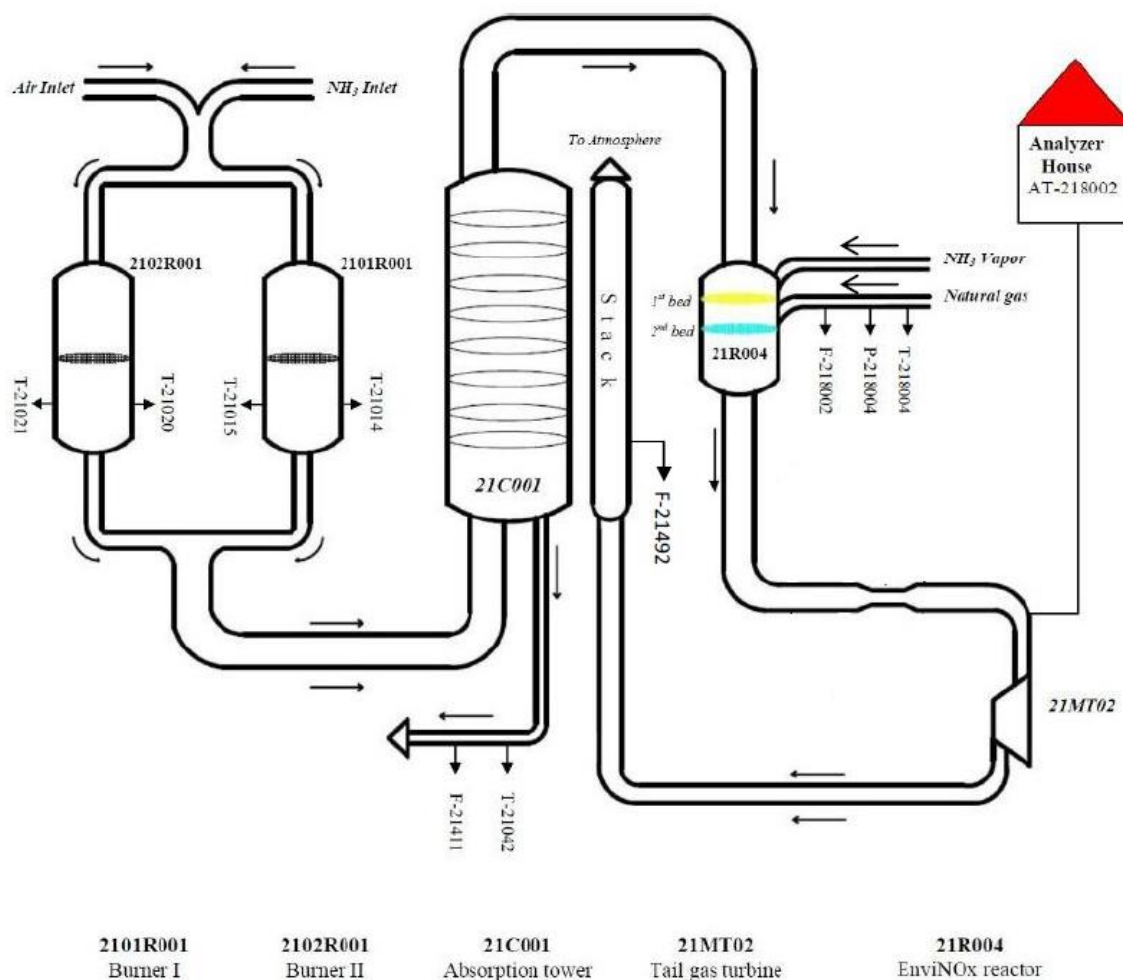 Air Inlet
NH₃ Inlet
To Atmosphere
Analyzer
House
AT-218002
2102R001
2101R001
NH₃ Vapor
Natural gas
1st bed
2nd bed
21R004
Stack
T-21021
T-21020
T-21015
T-21014
F-218002
P-218004
T-218004
21C001
F-21492
21MT02
F-21411
T-21042
2101R001 2102R001 21C001 21MT02 21R004
Burner I Burner II Absorption tower Tail gas turbine EnviNOx reactor